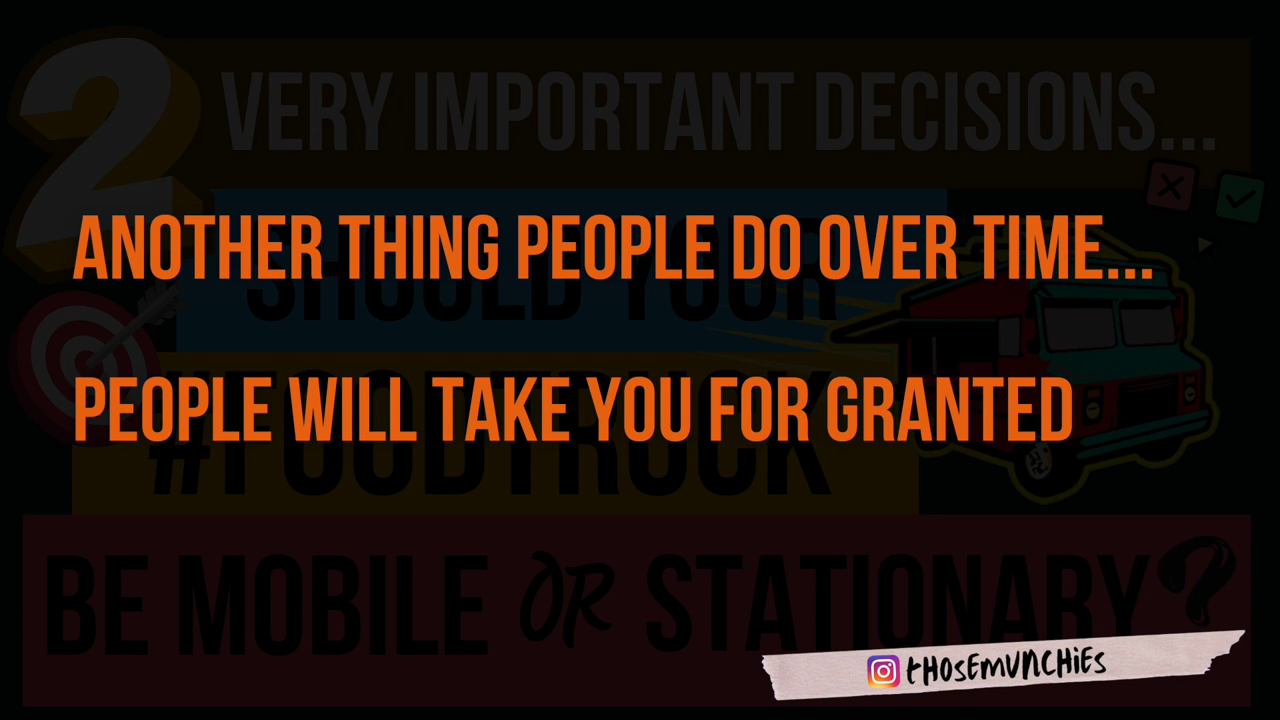 2
VERY IMPORTANT DECISIONS...
ANOTHER THING PEOPLE DO OVER TIME...
SHOULD YOUR
PEOPLE WILL TAKE YOU FOR GRANTED
#FOODTRUCK
BE MOBILE OR STATIONARY?
tHOSEMUNCHiES